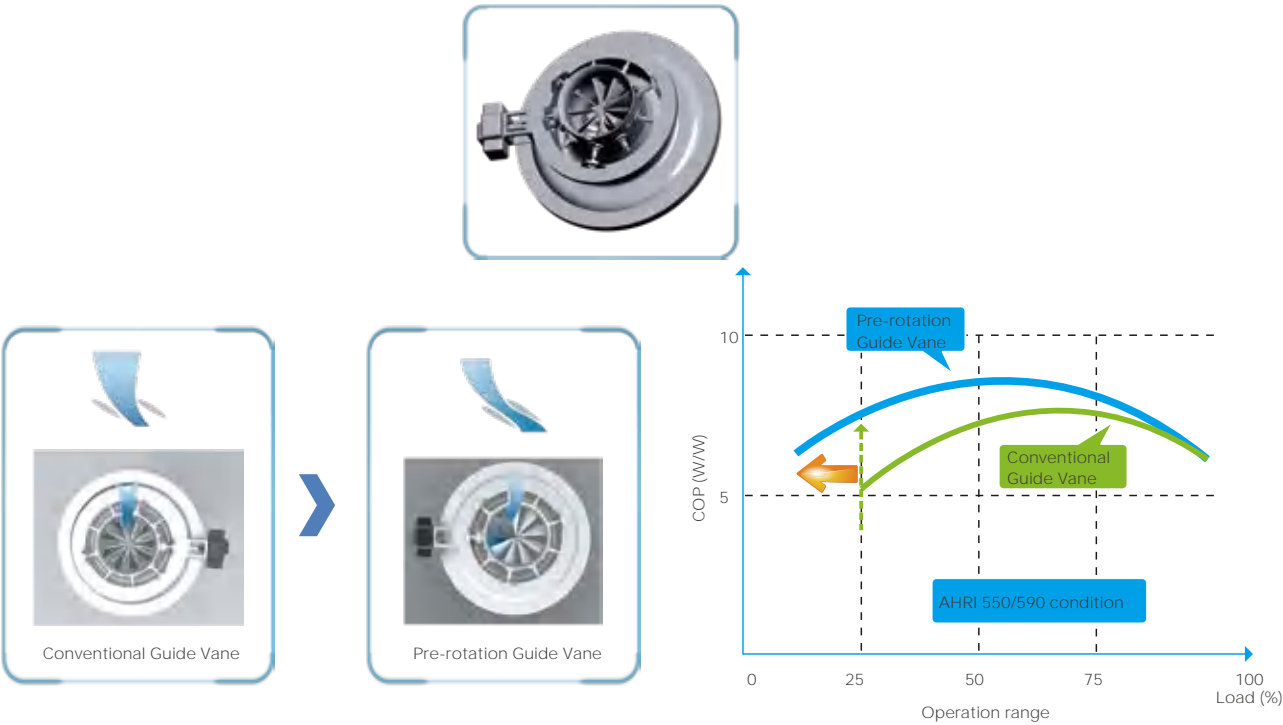 Conventional Guide Vane
Pre-rotation Guide Vane
10
5
COP (W/W)
Pre-rotation
Guide Vane
Conventional
Guide Vane
AHRI 550/590 condition
0
25
50
75
100
Load (%)
Operation range